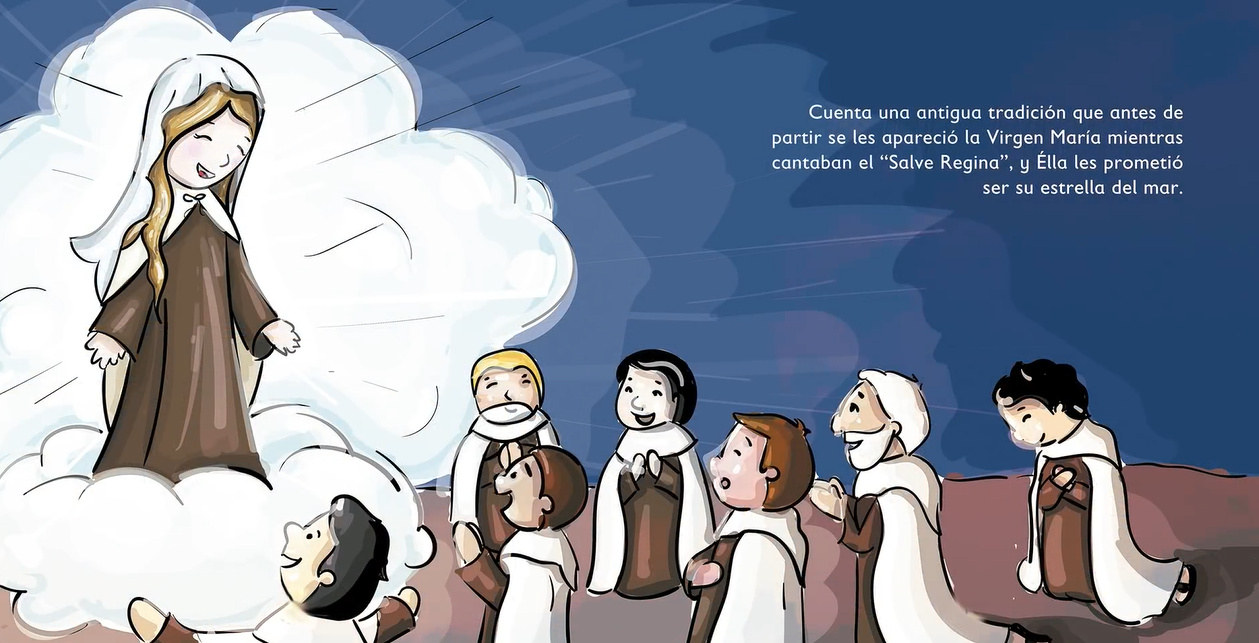 Cuenta una antigua tradición que antes de
partir se les apareció la Virgen María mientras
cantaban el “Salve Regina”, y Élla les prometió
ser su estrella del mar.